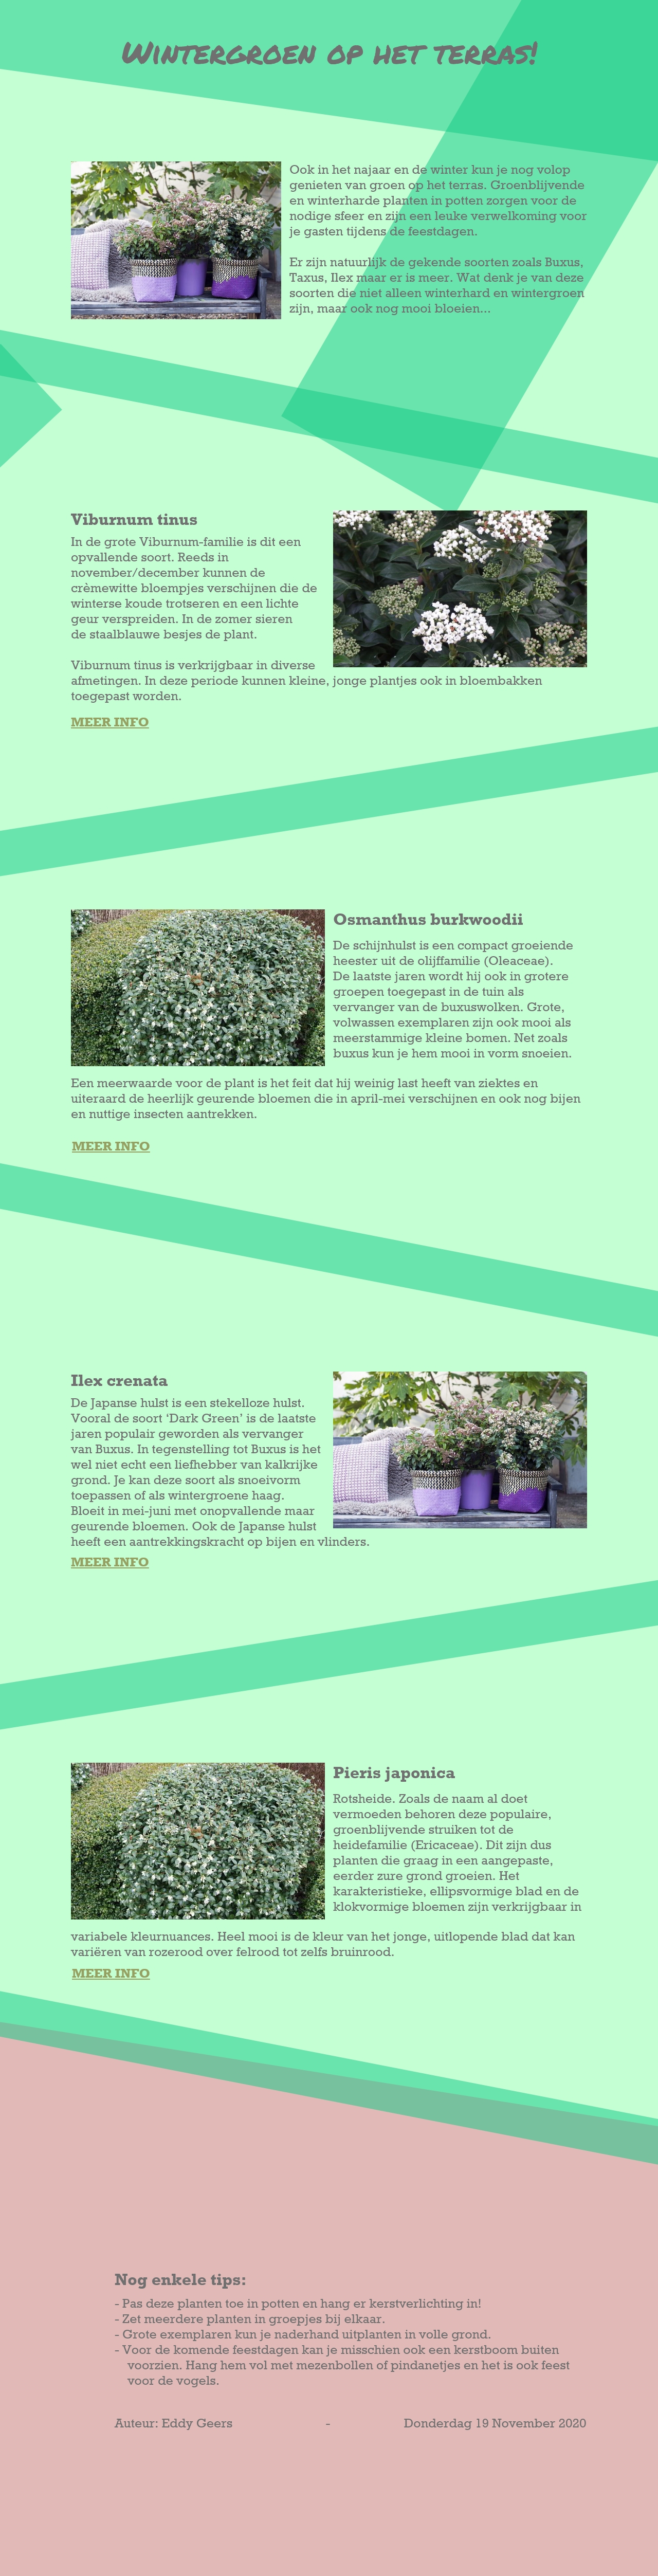 Wintergroen op het terras!
Ook in het najaar en de winter kun je nog volop
genieten van groen op het terras. Groenblijvende
en winterharde planten in potten zorgen voor de
nodige sfeer en zijn een leuke verwelkoming voor
je gasten tijdens de feestdagen.
Er zijn natuurlijk de gekende soorten zoals Buxus,
Taxus, Ilex maar er is meer. Wat denk je van deze
soorten die niet alleen winterhard en wintergroen
zijn, maar ook nog mooi bloeien...
Viburnum tinus
In de grote Viburnum-familie is dit een
opvallende soort. Reeds in
november/december kunnen de
crèmewitte bloempjes verschijnen die de
winterse koude trotseren en een lichte
geur verspreiden. In de zomer sieren
de staalblauwe besjes de plant.
Viburnum tinus is verkrijgbaar in diverse
afmetingen. In deze periode kunnen kleine, jonge plantjes ook in bloembakken
toegepast worden.
MEER INFO
Osmanthus burkwoodii
De schijnhulst is een compact groeiende
heester uit de olijffamilie (Oleaceae).
De laatste jaren wordt hij ook in grotere
groepen toegepast in de tuin als
vervanger van de buxuswolken. Grote,
volwassen exemplaren zijn ook mooi als
meerstammige kleine bomen. Net zoals
buxus kun je hem mooi in vorm snoeien.
Een meerwaarde voor de plant is het feit dat hij weinig last heeft van ziektes en
uiteraard de heerlijk geurende bloemen die in april-mei verschijnen en ook nog bijen
en nuttige insecten aantrekken.
MEER INFO
Ilex crenata
De Japanse hulst is een stekelloze hulst.
Vooral de soort ‘Dark Green’ is de laatste
jaren populair geworden als vervanger
van Buxus. In tegenstelling tot Buxus is het
wel niet echt een liefhebber van kalkrijke
grond. Je kan deze soort als snoeivorm
toepassen of als wintergroene haag.
Bloeit in mei-juni met onopvallende maar
geurende bloemen. Ook de Japanse hulst
heeft een aantrekkingskracht op bijen en vlinders.
MEER INFO
Pieris japonica
Rotsheide. Zoals de naam al doet
vermoeden behoren deze populaire,
groenblijvende struiken tot de
heidefamilie (Ericaceae). Dit zijn dus
planten die graag in een aangepaste,
eerder zure grond groeien. Het
karakteristieke, ellipsvormige blad en de
klokvormige bloemen zijn verkrijgbaar in
variabele kleurnuances. Heel mooi is de kleur van het jonge, uitlopende blad dat kan
variëren van rozerood over felrood tot zelfs bruinrood.
MEER INFO
Nog enkele tips:
- Pas deze planten toe in potten en hang er kerstverlichting in!
- Zet meerdere planten in groepjes bij elkaar.
- Grote exemplaren kun je naderhand uitplanten in volle grond.
- Voor de komende feestdagen kan je misschien ook een kerstboom buiten
voorzien. Hang hem vol met mezenbollen of pindanetjes en het is ook feest
voor de vogels.
Auteur: Eddy Geers - Donderdag 19 November 2020